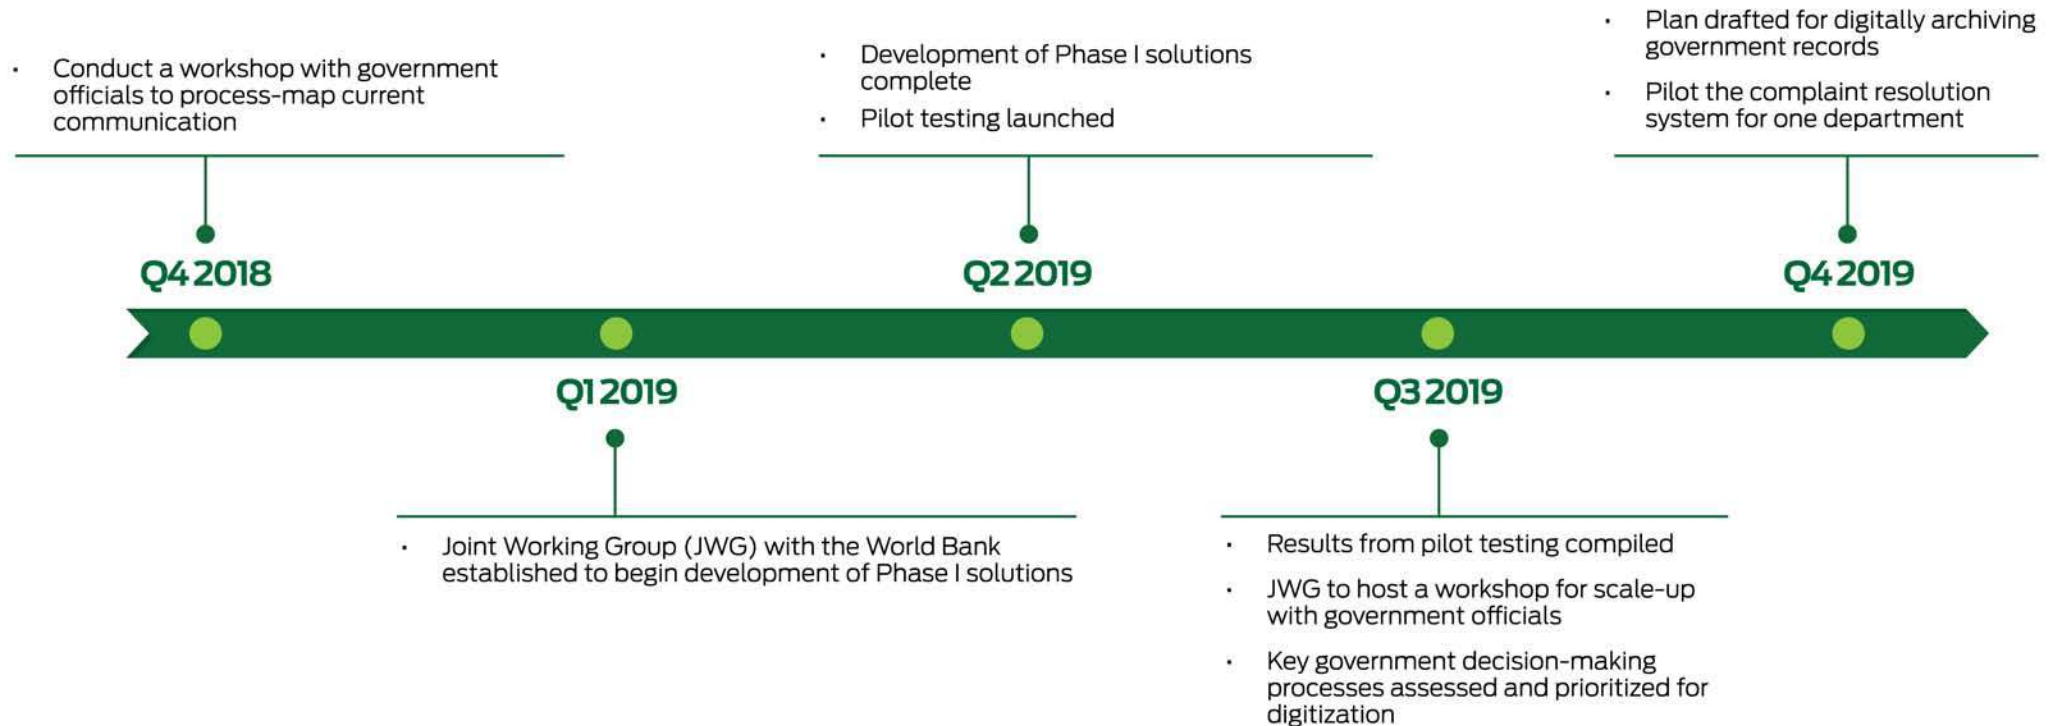 • Conduct a workshop with government
officials to process-map current
communication
Q4 2018
Joint Working Group (JWG) with the World Bank
established to begin development of Phase I solutions
Q1 2019
• Development of Phase I solutions
complete
• Pilot testing launched
Q2 2019
Q3 2019
• Results from pilot testing compiled
• JWG to host a workshop for scale-up
with government officials
• Key government decision-making
processes assessed and prioritized for
digitization
• Plan drafted for digitally archiving
government records
• Pilot the complaint resolution
system for one department
Q4 2019